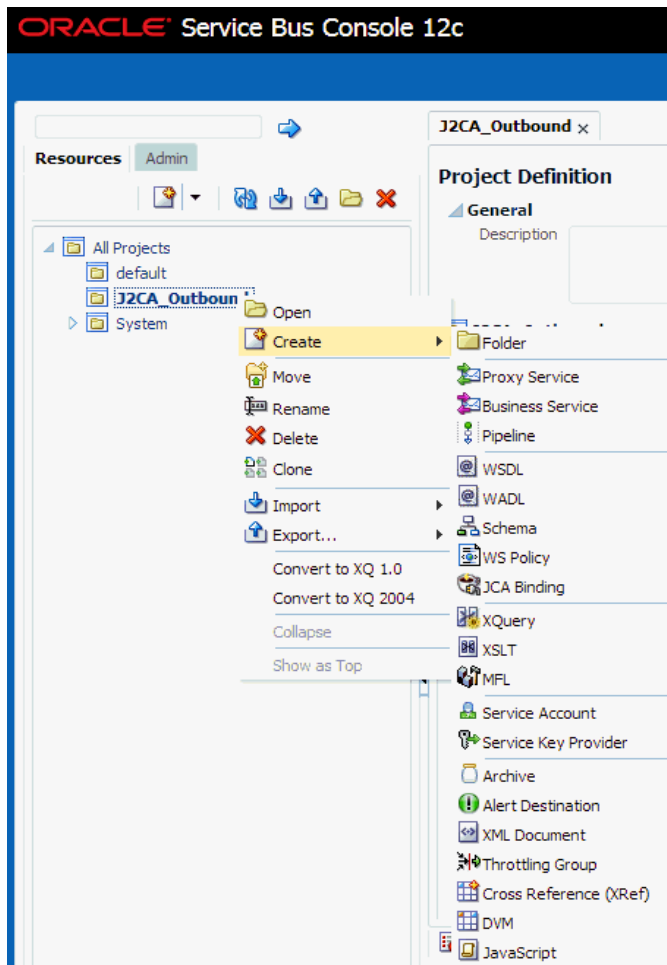 ORACLE Service Bus Console 12c
J2CA_Outbound ×
Resources Admin
Project Definition
General
Description
All Projects
default
J2CA_Outboun
System
Open
Create
Move
Rename
Delete
Clone
Import
Export...
Convert to XQ 1.0
Convert to XQ 2004
Collapse
Show as Top
Folder
Proxy Service
Business Service
Pipeline
WSDL
WADL
Schema
WS Policy
JCA Binding
XQuery
XSLT
MFL
Service Account
Service Key Provider
Archive
Alert Destination
XML Document
Throttling Group
Cross Reference (XRef)
DVM
JavaScript